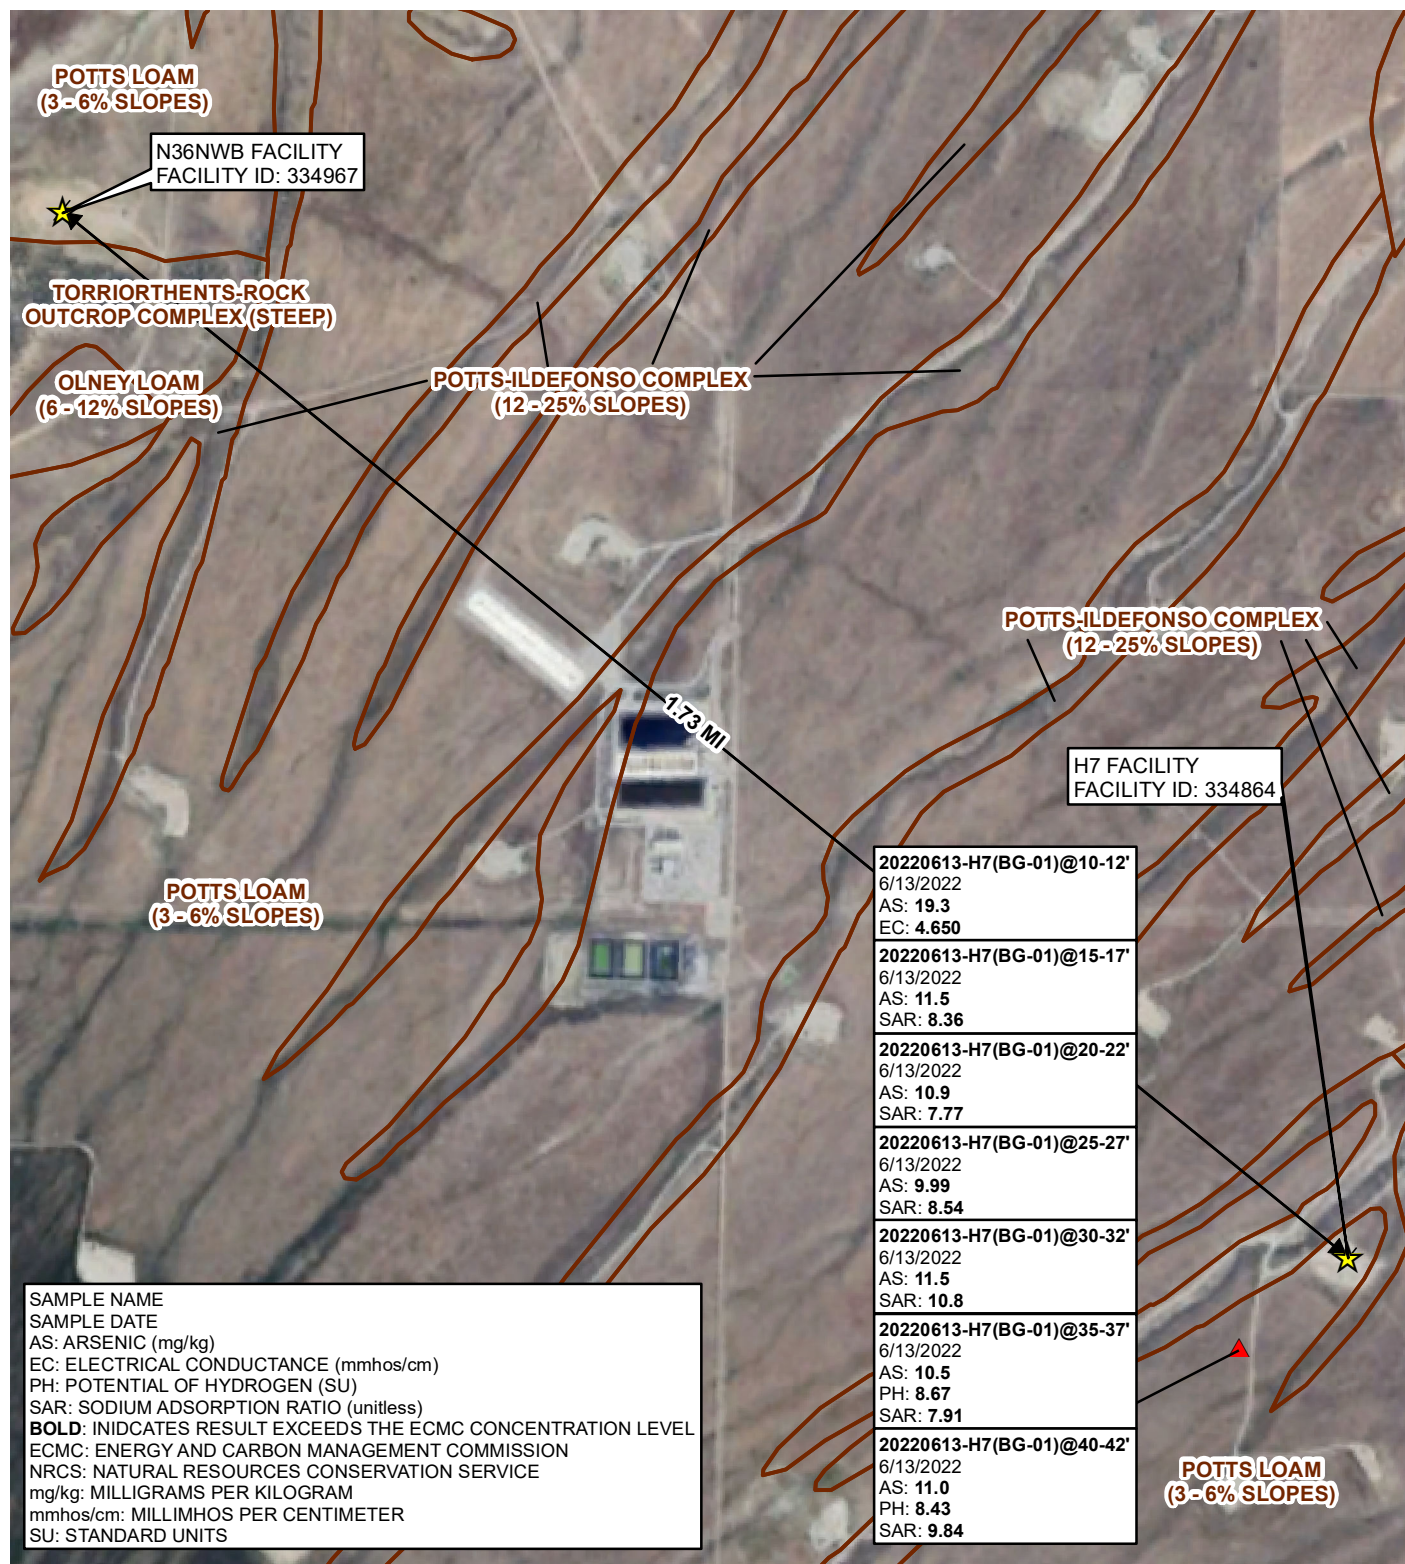 POTTS LOAM
(3 - 6% SLOPES)
N36NWB FACILITY
FACILITY ID: 334967
TORRIORTHENTS-ROCK
OUTCROP COMPLEX (STEEP)
OLNEY LOAM
(6 - 12% SLOPES)
POTTS-ILDEFONSO COMPLEX
(12 - 25% SLOPES)
POTTS-ILDEFONSO COMPLEX
(12 - 25% SLOPES)
1.73 MI
H7 FACILITY
FACILITY ID: 334864
POTTS LOAM
(3 - 6% SLOPES)
20220613-H7(BG-01)@10-12'
6/13/2022
AS: 19.3
EC: 4.650
20220613-H7(BG-01)@15-17'
6/13/2022
AS: 11.5
SAR: 8.36
20220613-H7(BG-01)@20-22'
6/13/2022
AS: 10.9
SAR: 7.77
20220613-H7(BG-01)@25-27'
6/13/2022
AS: 9.99
SAR: 8.54
20220613-H7(BG-01)@30-32'
6/13/2022
AS: 11.5
SAR: 10.8
20220613-H7(BG-01)@35-37'
6/13/2022
AS: 10.5
PH: 8.67
SAR: 7.91
20220613-H7(BG-01)@40-42'
6/13/2022
AS: 11.0
PH: 8.43
SAR: 9.84
POTTS LOAM
(3 - 6% SLOPES)
SAMPLE NAME
SAMPLE DATE
AS: ARSENIC (mg/kg)
EC: ELECTRICAL CONDUCTANCE (mmhos/cm)
PH: POTENTIAL OF HYDROGEN (SU)
SAR: SODIUM ADSORPTION RATIO (unitless)
BOLD: INIDCATES RESULT EXCEEDS THE ECMC CONCENTRATION LEVEL
ECMC: ENERGY AND CARBON MANAGEMENT COMMISSION
NRCS: NATURAL RESOURCES CONSERVATION SERVICE
mg/kg: MILLIGRAMS PER KILOGRAM
mmhos/cm: MILLIMHOS PER CENTIMETER
SU: STANDARD UNITS